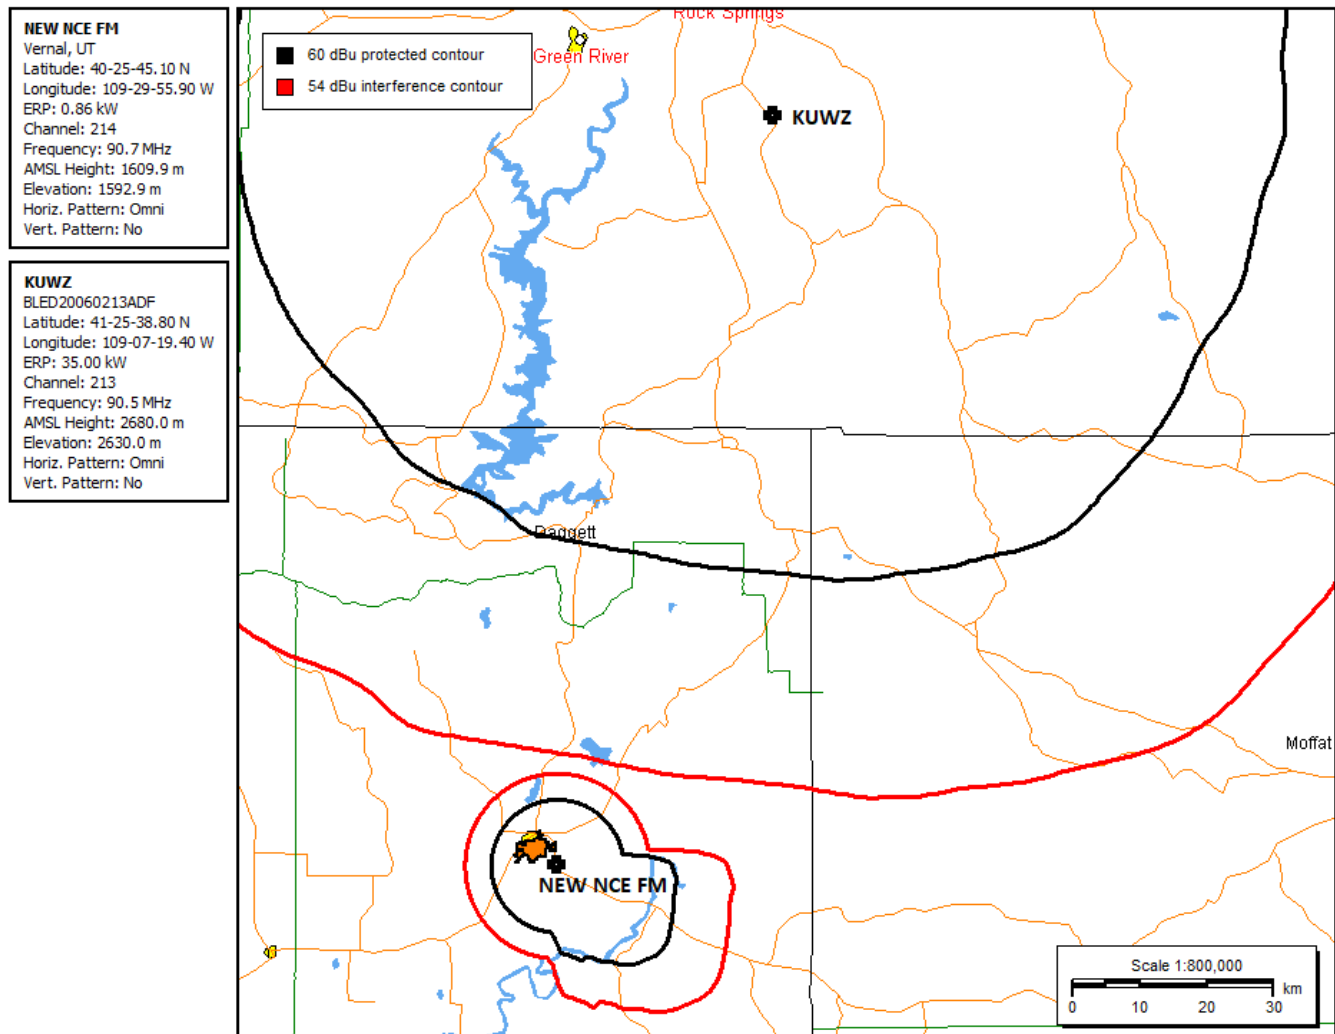 NEW NCE FM
Vernal, UT
Latitude: 40-25-45.10 N
Longitude: 109-29-55.90 W
ERP: 0.86 kW
Channel: 214
Frequency: 90.7 MHz
AMSL Height: 1609.9 m
Elevation: 1592.9 m
Horiz. Pattern: Omni
Vert. Pattern: No
KUWZ
BLED20060213ADF
Latitude: 41-25-38.80 N
Longitude: 109-07-19.40 W
ERP: 35.00 kW
Channel: 213
Frequency: 90.5 MHz
AMSL Height: 2680.0 m
Elevation: 2630.0 m
Horiz. Pattern: Omni
Vert. Pattern: No
Rock Springs
60 dBu protected contour
54 dBu interference contour
Green River
KUWZ
Daggett
Moffat
NEW NCE FM
Scale 1:800,000
0 10 20 30 km